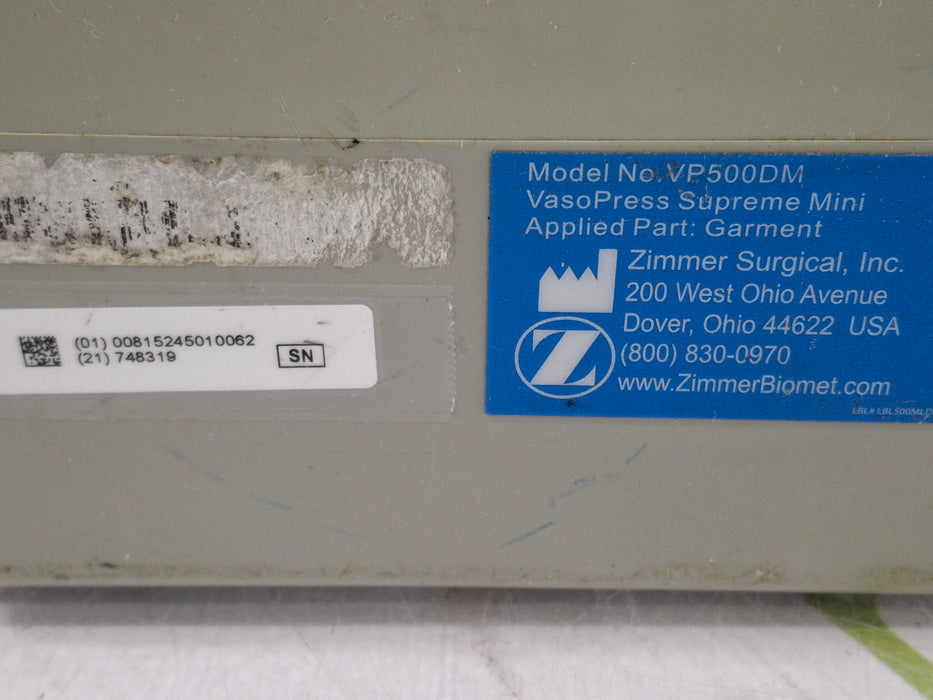 (01) 00815245010062
(21) 748319
SN
Model No. VP500DM
VasoPress Supreme Mini
Applied Part: Garment
Zimmer Surgical, Inc.
200 West Ohio Avenue
Dover, Ohio 44622 USA
(800) 830-0970
www.ZimmerBiomet.com
Z